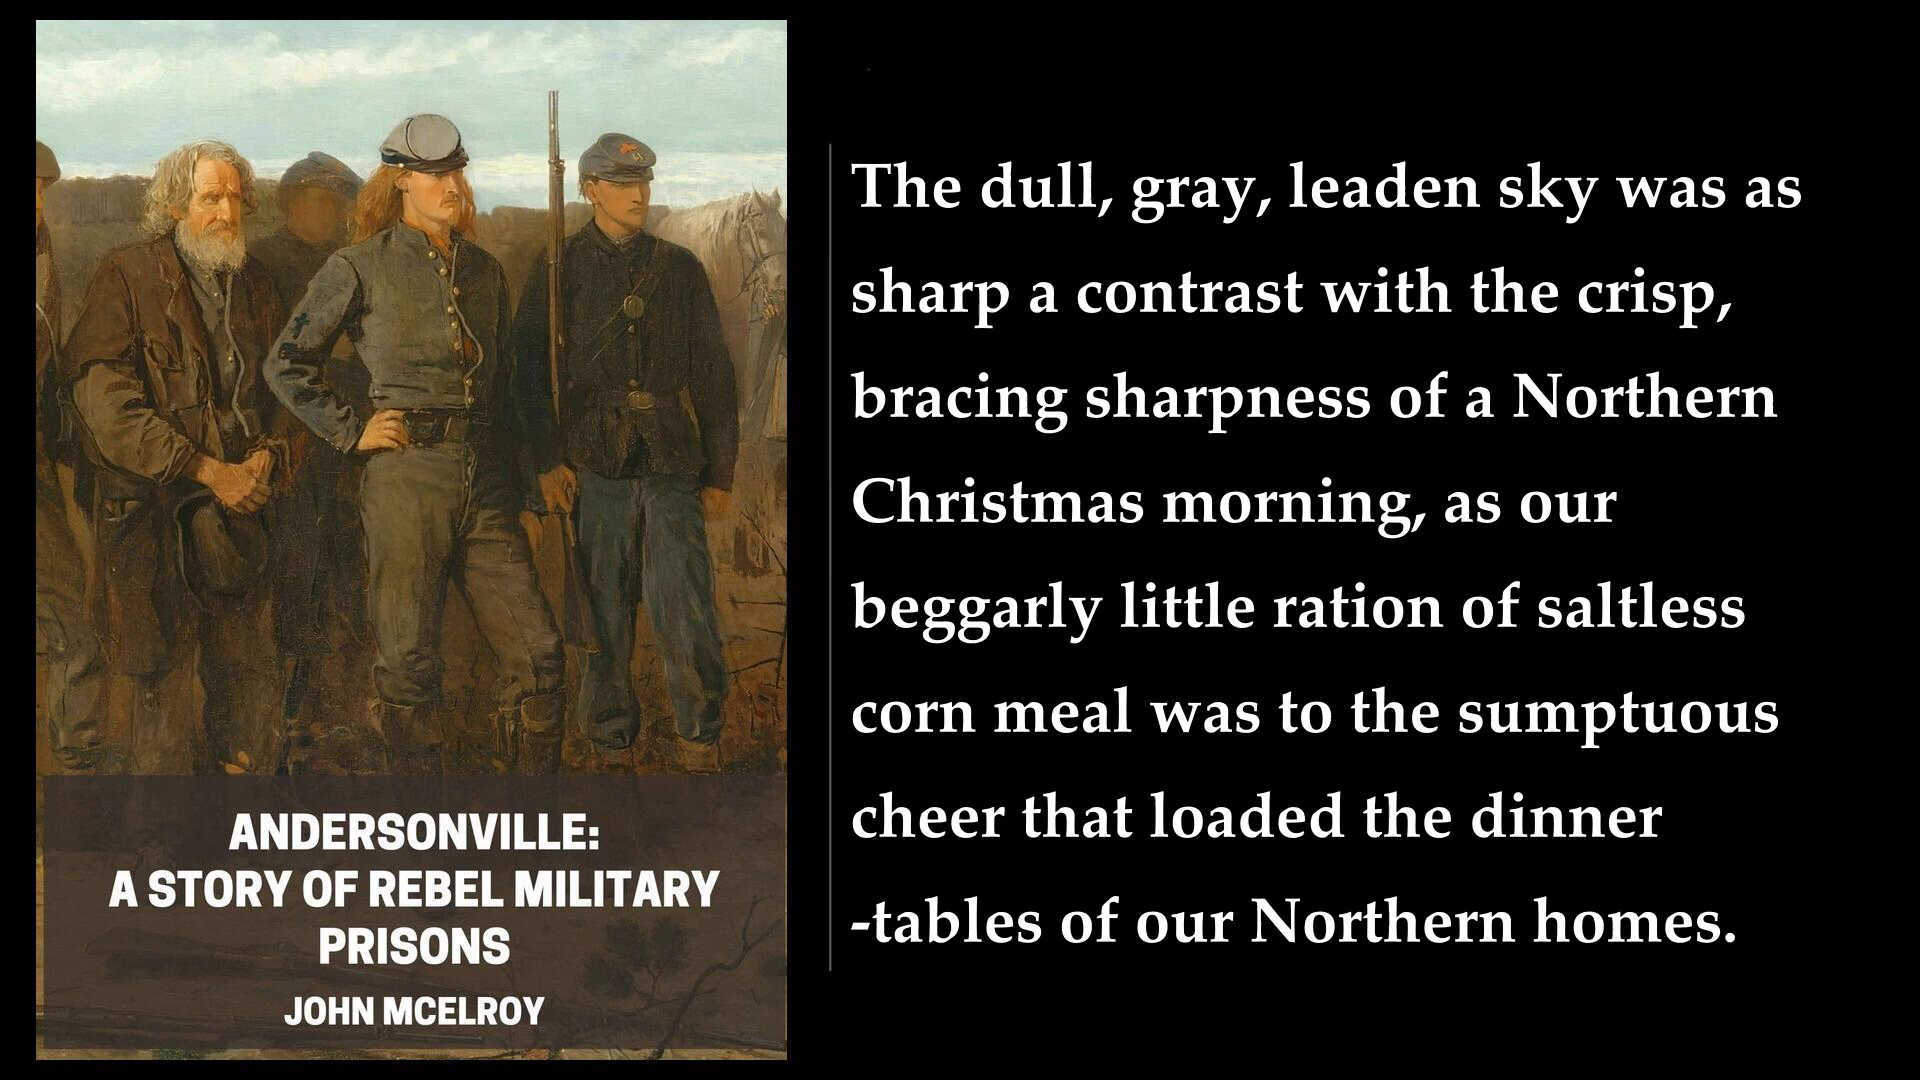 ANDERSONVILLE:
A STORY OF REBEL MILITARY
PRISONS
JOHN MCELROY
The dull, gray, leaden sky was as
sharp a contrast with the crisp,
bracing sharpness of a Northern
Christmas morning, as our
beggarly little ration of saltless
corn meal was to the sumptuous
cheer that loaded the dinner
-tables of our Northern homes.